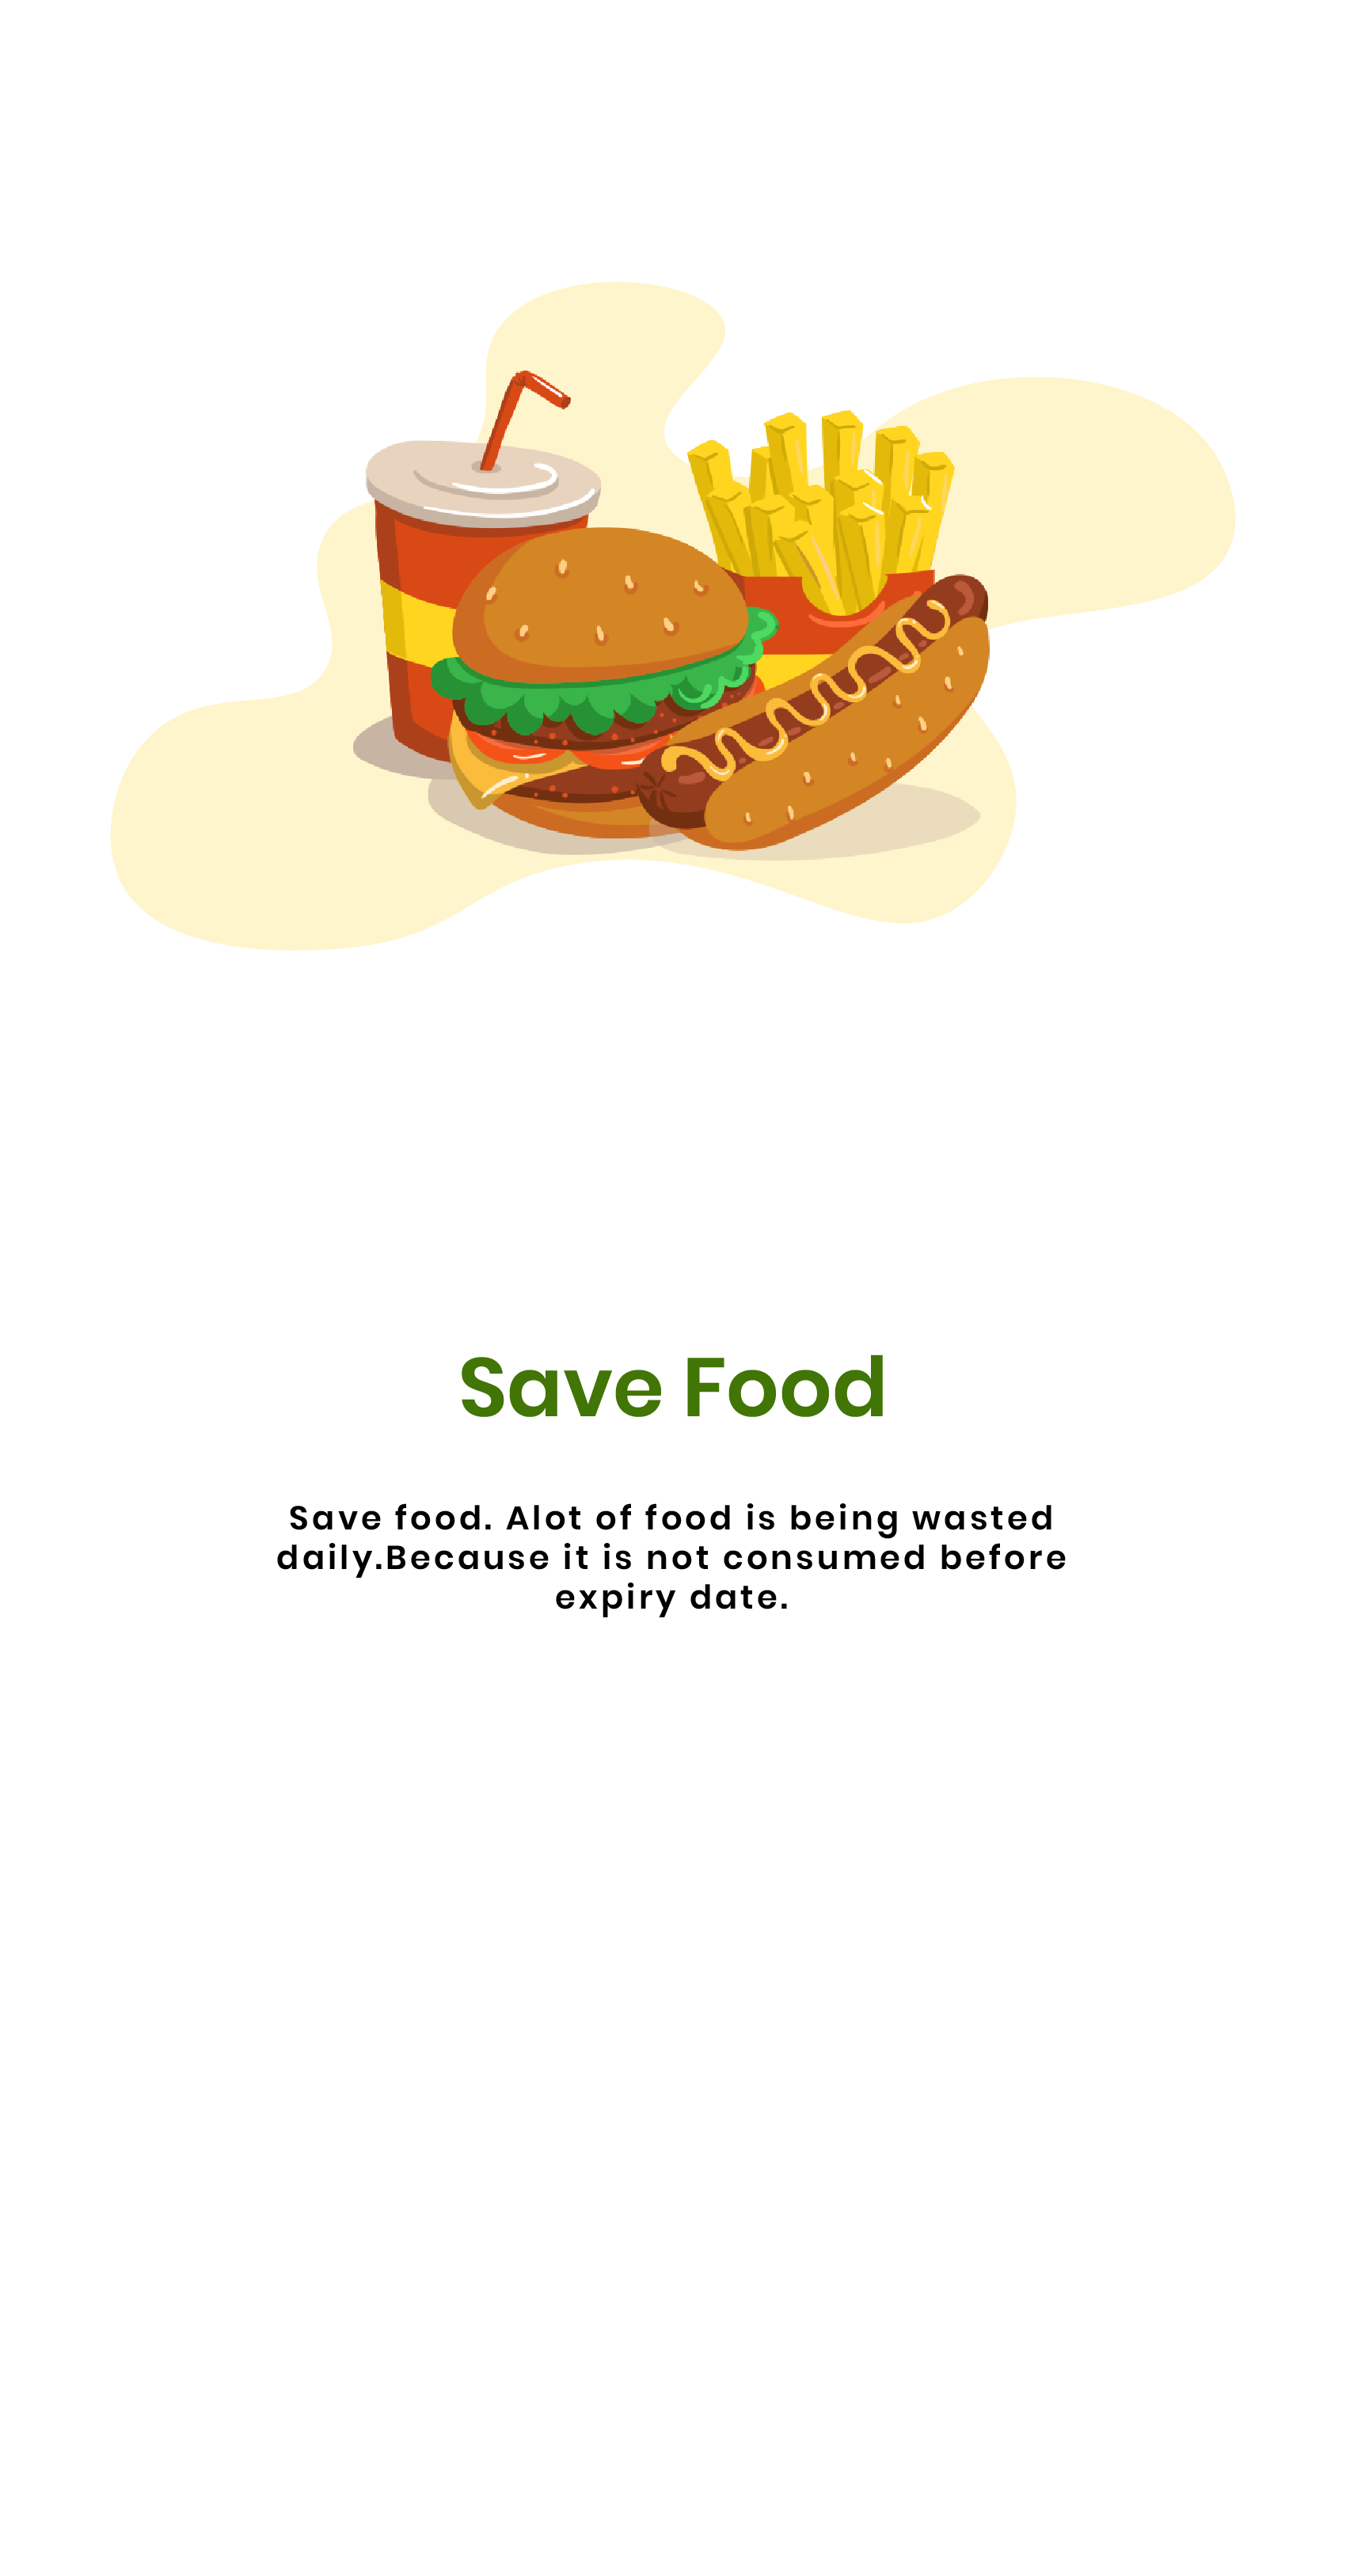 Save Food
Save food. Alot of food is being wasted
daily.Because it is not consumed before
expiry date.